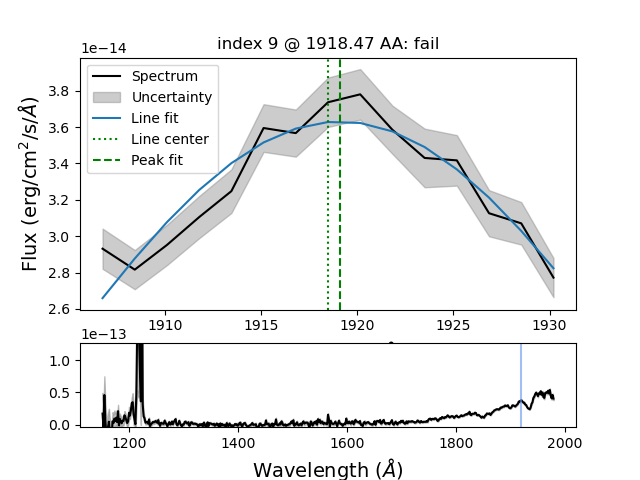 index 9 @ 1918.47 AA: fail
1e−14
Spectrum
Uncertainty
Line fit
Line center
Peak fit
Flux (erg/cm²/s/Å)
3.8
3.6
3.4
3.2
3.0
2.8
2.6
1910 1915 1920 1925 1930
1e−13
1.0
0.5
0.0
1200 1400 1600 1800 2000
Wavelength (Å)